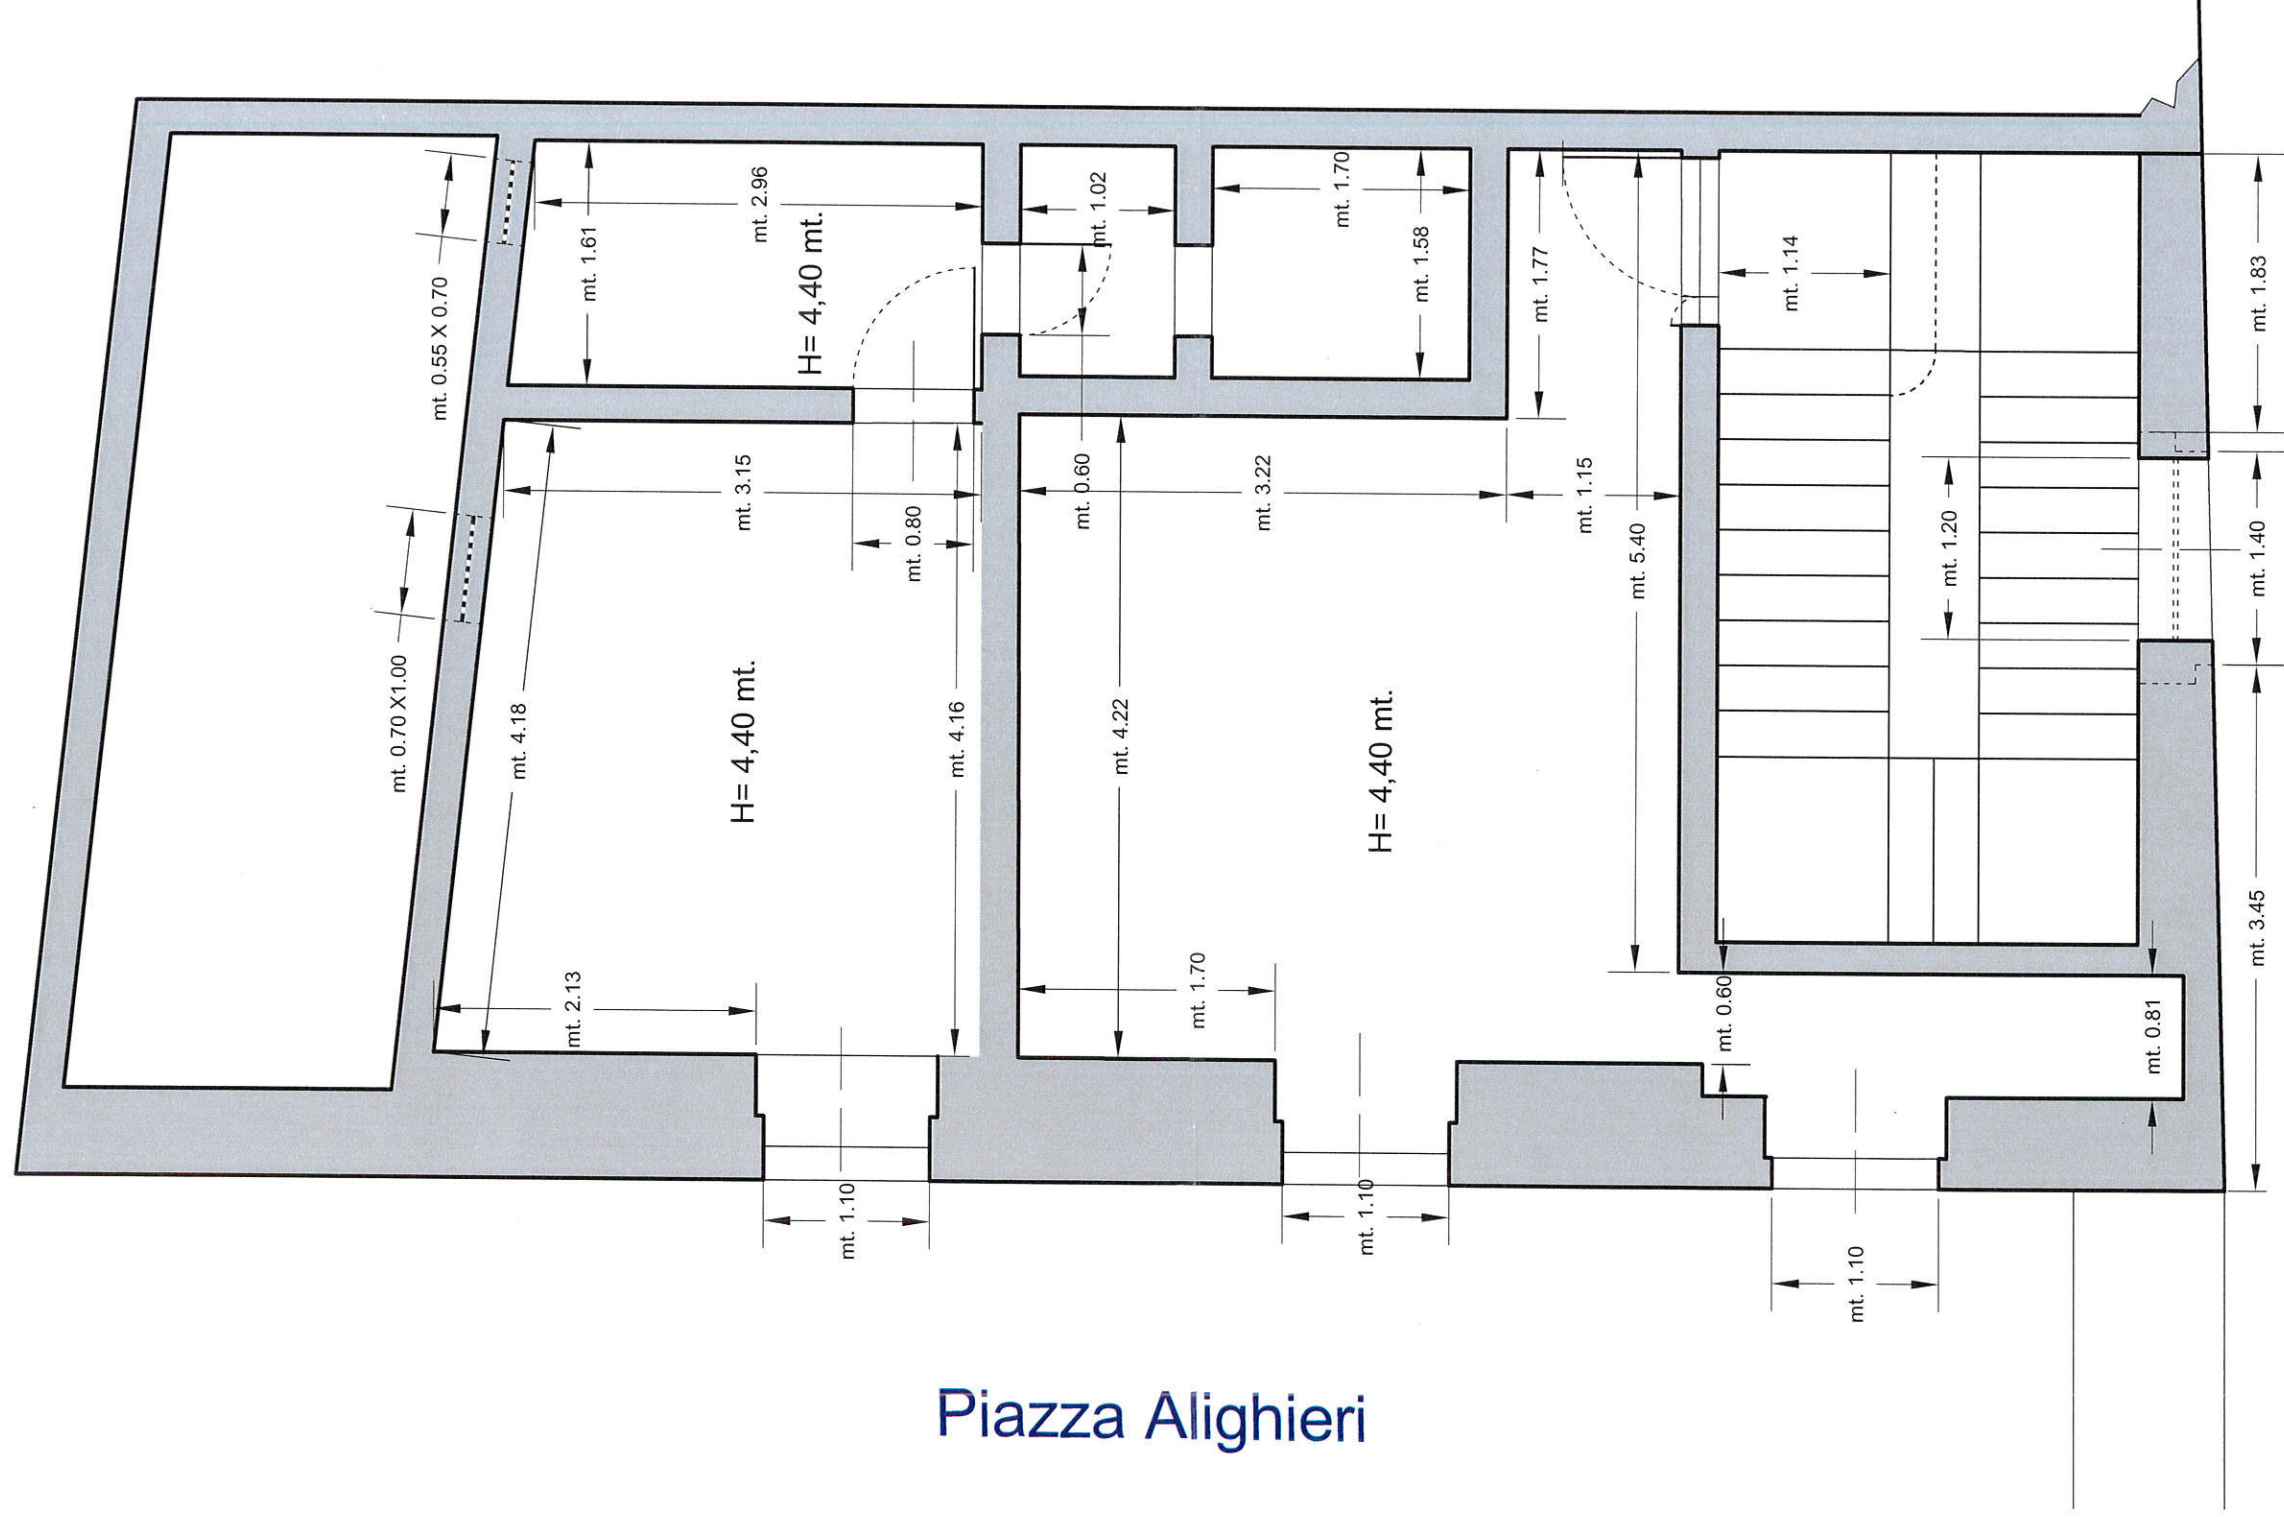 mt. 2.96
mt. 1.02
mt. 1.70
mt. 1.61
mt. 1.58
mt. 1.77
mt. 1.14
mt. 1.83
H= 4,40 mt.
mt. 0.55 X 0.70
mt. 3.15
mt. 0.60
mt. 3.22
mt. 1.15
mt. 0.80
mt. 5.40
mt. 1.20
mt. 1.40
mt. 0.70 X1.00
mt. 4.18
H= 4,40 mt.
mt. 4.16
mt. 4.22
H= 4,40 mt.
mt. 3.45
mt. 2.13
mt. 1.70
mt. 0.60
mt. 0.81
mt. 1.10
mt. 1.10
mt. 1.10
Piazza Alighieri